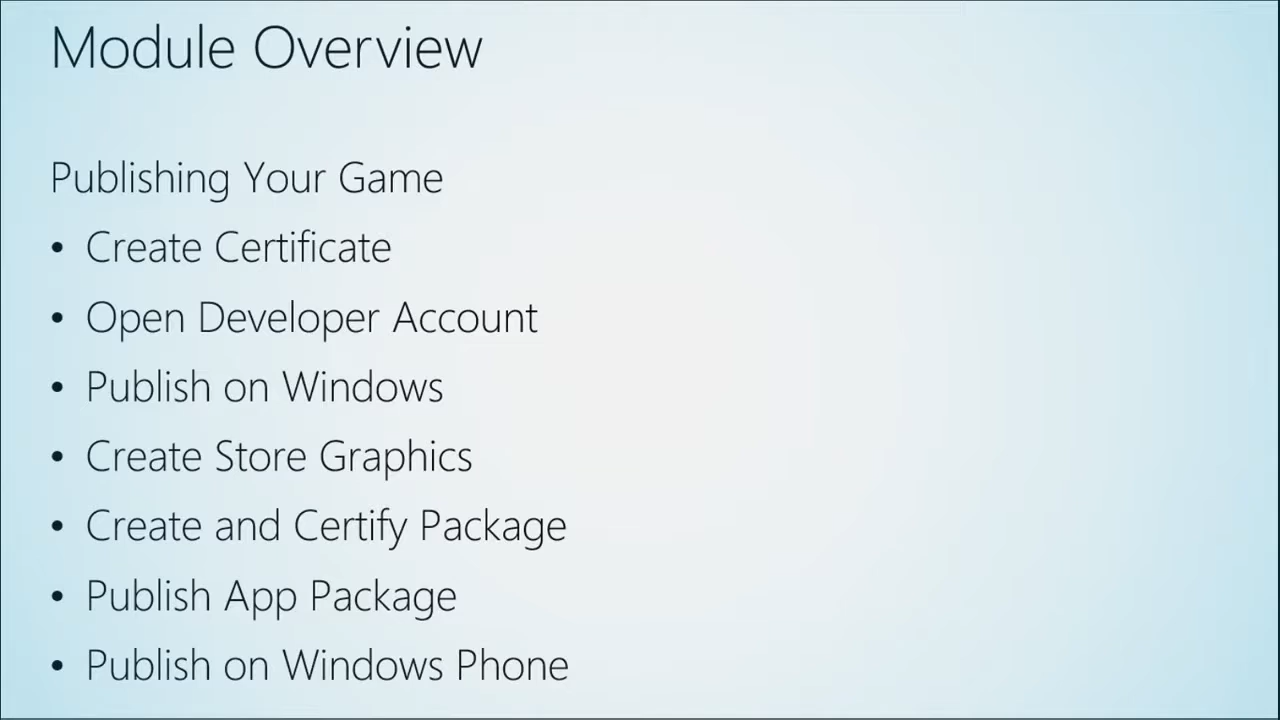 Module Overview
Publishing Your Game
• Create Certificate
• Open Developer Account
• Publish on Windows
• Create Store Graphics
• Create and Certify Package
• Publish App Package
• Publish on Windows Phone